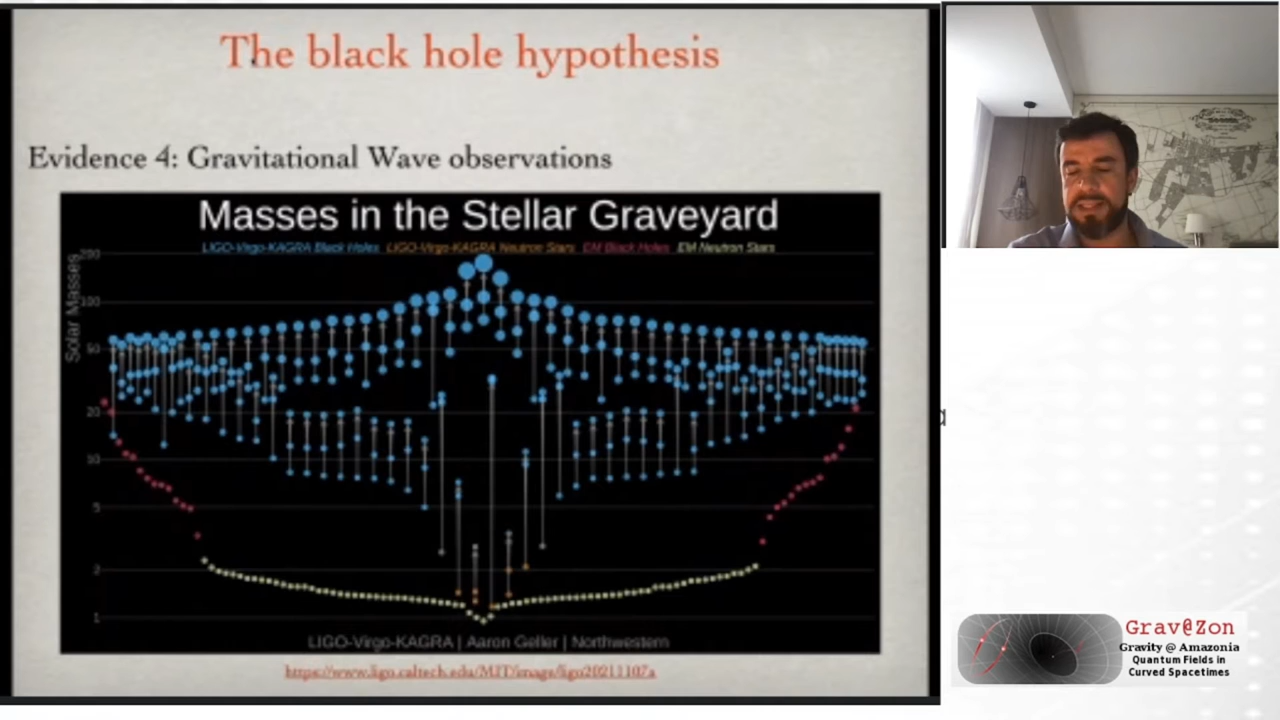 The black hole hypothesis
Evidence 4: Gravitational Wave observations
Masses in the Stellar Graveyard
LIGO-Virgo-KAGRA Black Holes LIGO-Virgo-KAGRA Neutron Stars EM Black Holes EM Neutron Stars
Solar Masses
200
100
50
20
10
5
2
1
LIGO-Virgo-KAGRA | Aaron Geller | Northwestern
https://www.ligo.caltech.edu/MIT/image/ligo20211107a
Grav@Zon
Gravity @ Amazonia
Quantum Fields in
Curved Spacetimes